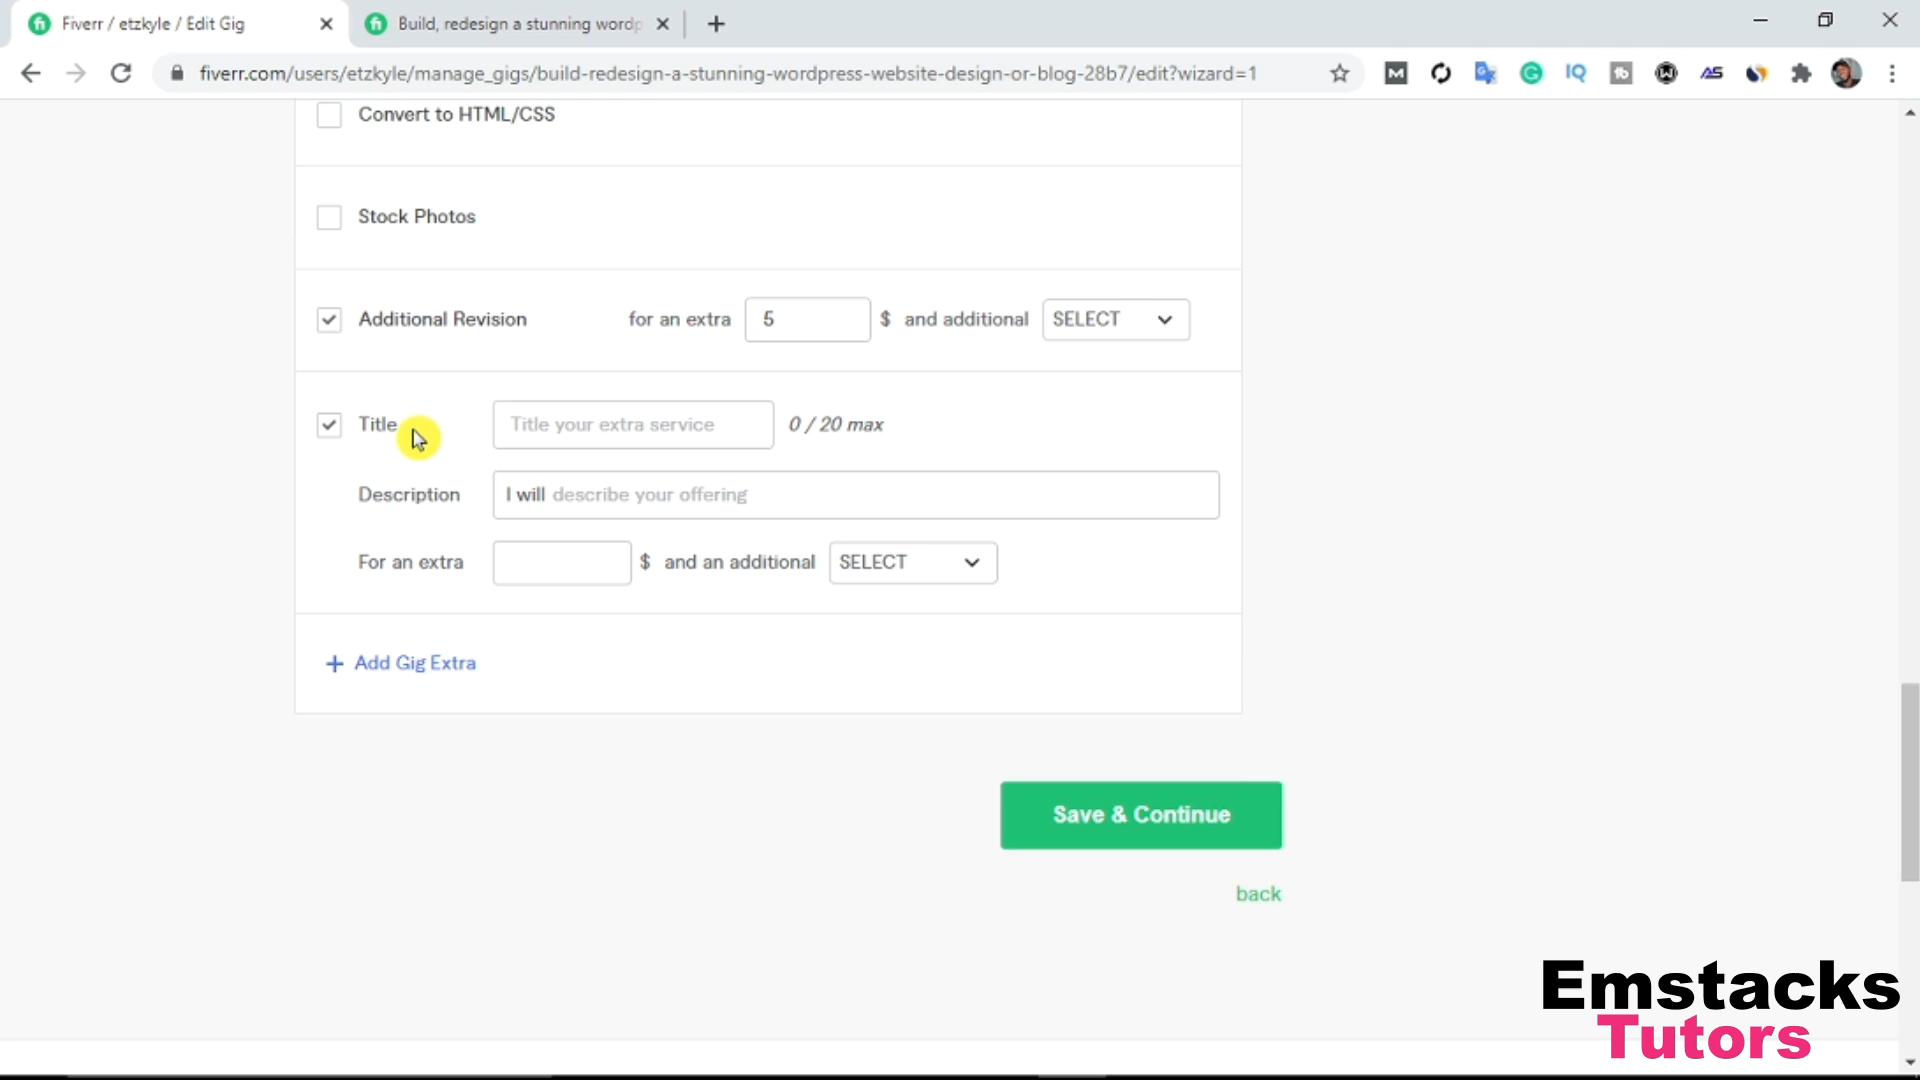 Fiverr / etzkyle / Edit Gig
Build, redesign a stunning wordp
fiverr.com/users/etzkyle/manage_gigs/build-redesign-a-stunning-wordpress-website-design-or-blog-28b7/edit?wizard=1
Convert to HTML/CSS
Stock Photos
Additional Revision for an extra 5 $ and additional SELECT
Title Title your extra service 0 / 20 max
Description I will describe your offering
For an extra $ and an additional SELECT
+ Add Gig Extra
Save & Continue
back
Emstacks
Tutors